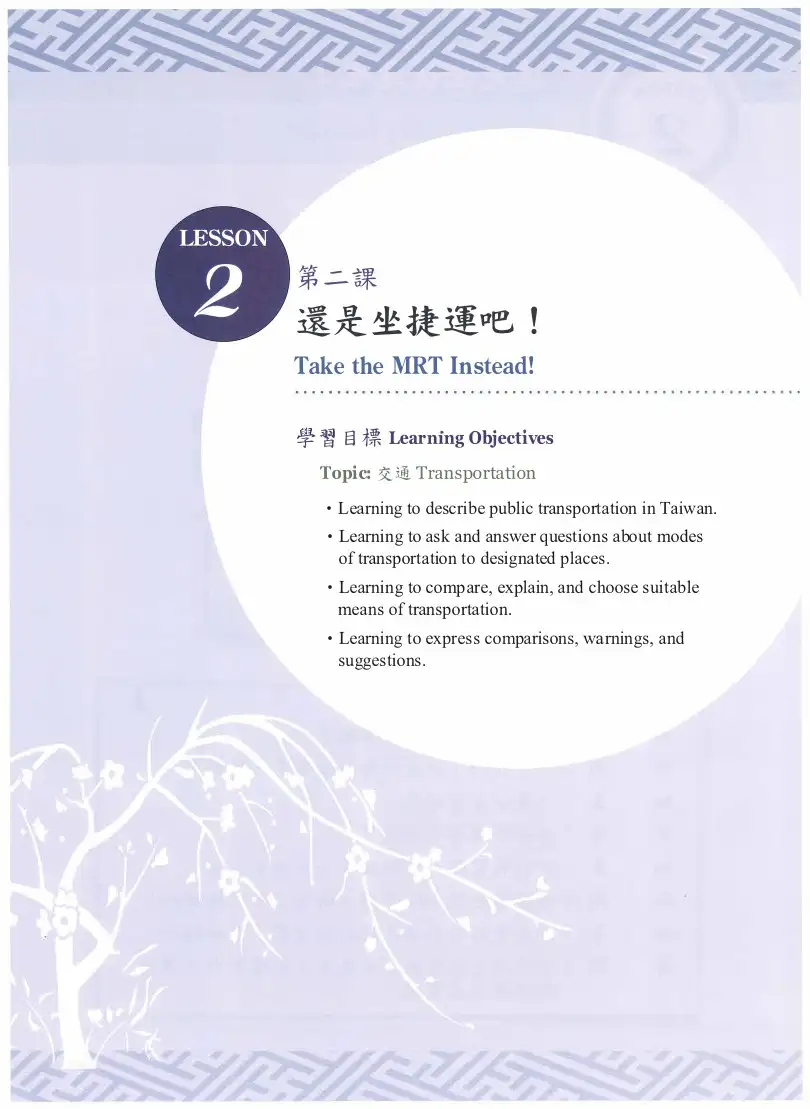 LESSON
2
第二課
還是坐捷運吧！
Take the MRT Instead!
學習目標 Learning Objectives
Topic: 交通 Transportation
• Learning to describe public transportation in Taiwan.
• Learning to ask and answer questions about modes
of transportation to designated places.
• Learning to compare, explain, and choose suitable
means of transportation.
• Learning to express comparisons, warnings, and
suggestions.